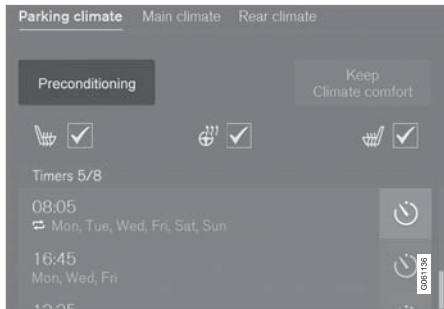 Parking climate Main climate Rear climate
Preconditioning
Keep
Climate comfort
Timers 5/8
08:05
Mon, Tue, Wed, Fri, Sat, Sun
16:45
Mon, Wed, Fri
G061136